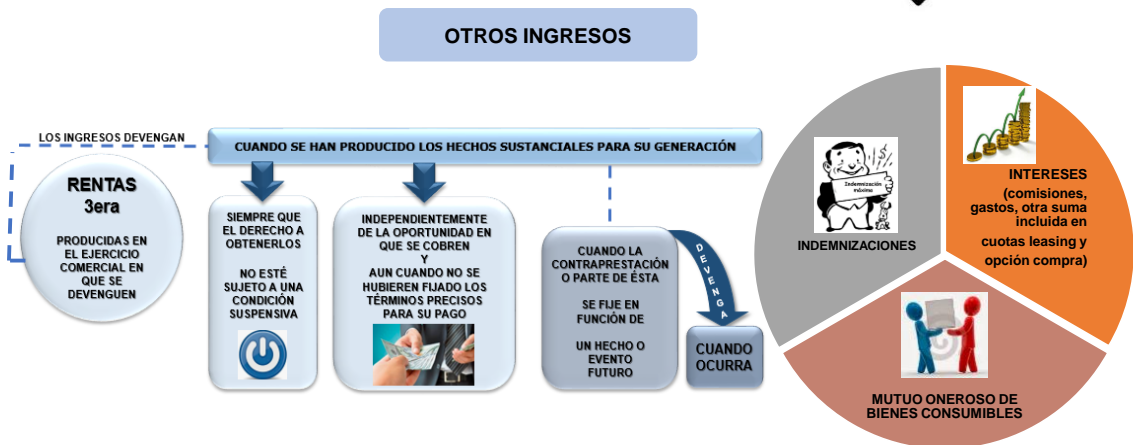 OTROS INGRESOS
LOS INGRESOS DEVENGAN
CUANDO SE HAN PRODUCIDO LOS HECHOS SUSTANCIALES PARA SU GENERACIÓN
RENTAS
3era
PRODUCIDAS EN
EL EJERCICIO
COMERCIAL EN
QUE SE
DEVENGUEN
SIEMPRE QUE
EL DERECHO A
OBTENERLOS
NO ESTÉ
SUJETO A UNA
CONDICIÓN
SUSPENSIVA
INDEPENDIENTEMENTE
DE LA OPORTUNIDAD EN
QUE SE COBREN
Y
AUN CUANDO NO SE
HUBIEREN FIJADO LOS
TÉRMINOS PRECISOS
PARA SU PAGO
CUANDO LA
CONTRAPRESTACIÓN
O PARTE DE ÉSTA
SE FIJE EN
FUNCIÓN DE
UN HECHO O
EVENTO
FUTURO
DEVENGA
CUANDO
OCURRA
Indemnización
máxima
INDEMNIZACIONES
INTERESES
(comisiones,
gastos, otra suma
incluida en
cuotas leasing y
opción compra)
MUTUO ONEROSO DE
BIENES CONSUMIBLES